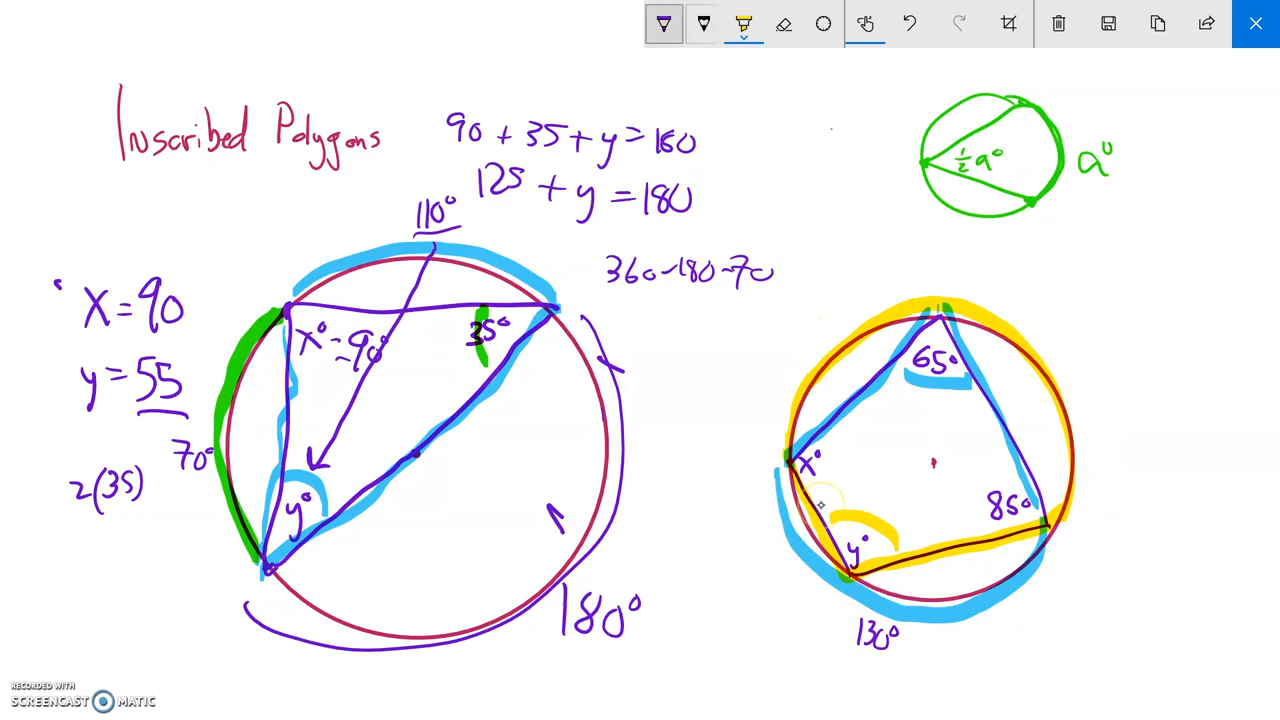 Inscribed Polygons
90 + 35 + y = 180
125 + y = 180
110°
360-180-70
½a°
a°
x = 90
y = 55
2(35)
70°
x° - 90°
35°
y°
180°
65°
x°
85°
y°
130°
RECORDED WITH
SCREENCAST MATIC